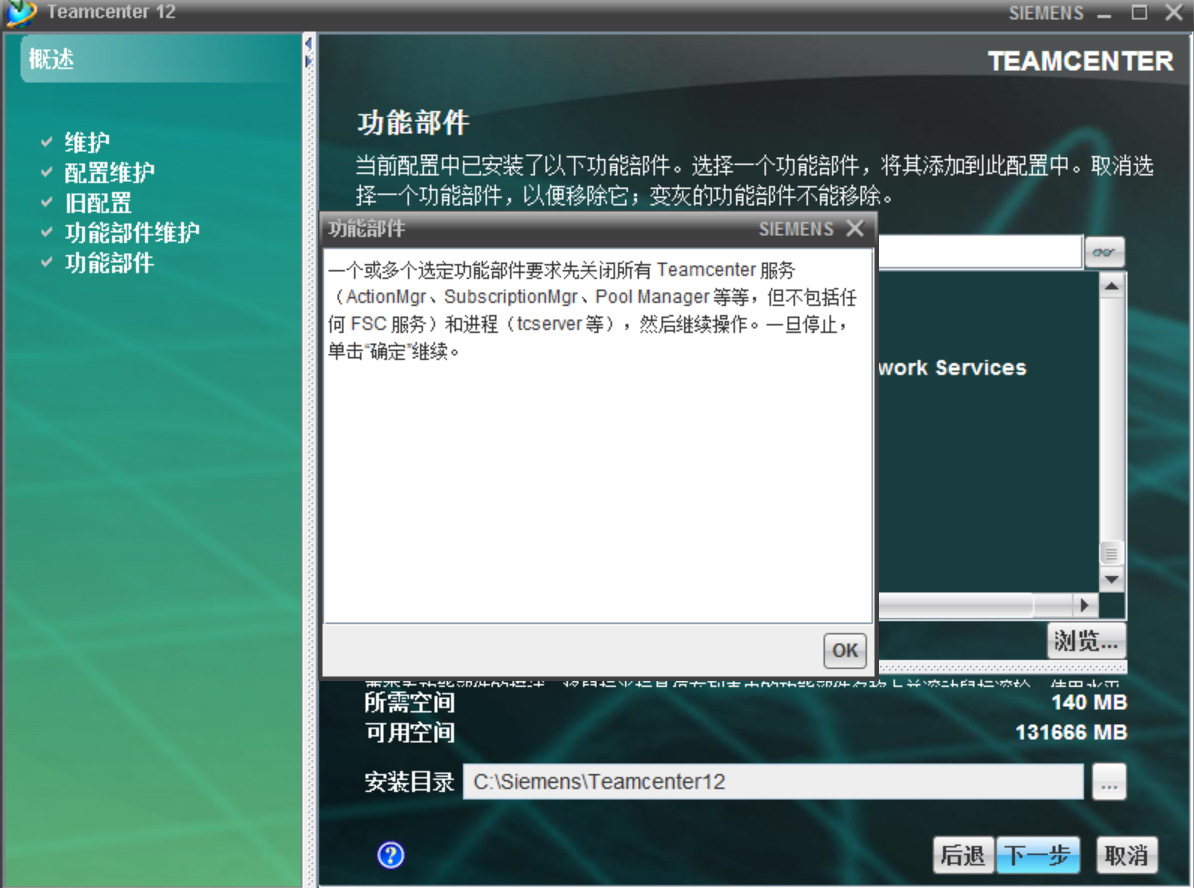 Teamcenter 12
SIEMENS
概述
TEAMCENTER
维护
配置维护
旧配置
功能部件维护
功能部件
功能部件
当前配置中已安装了以下功能部件。选择一个功能部件，将其添加到此配置中。取消选
择一个功能部件，以便移除它；变灰的功能部件不能移除。
功能部件
SIEMENS
一个或多个选定功能部件要求先关闭所有 Teamcenter 服务
（ActionMgr、SubscriptionMgr、Pool Manager 等等，但不包括任
何 FSC 服务）和进程（tcserver 等），然后继续操作。一旦停止，
单击“确定”继续。
work Services
OK
浏览...
所需空间
140 MB
可用空间
131666 MB
安装目录
C:\Siemens\Teamcenter12
...
?
后退
下一步
取消